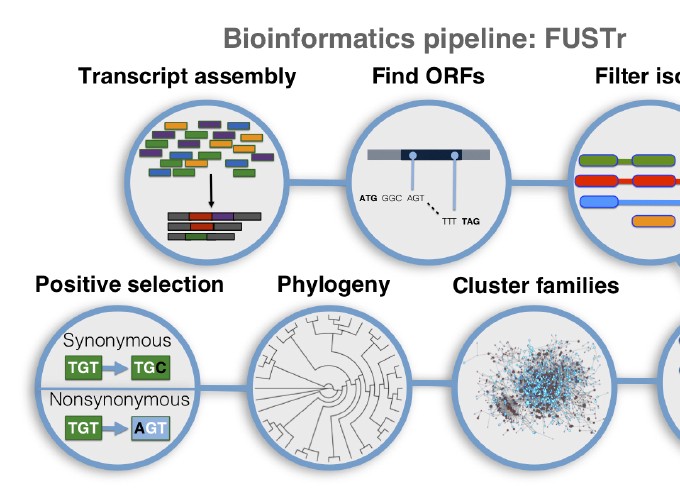 Bioinformatics pipeline: FUSTr
Transcript assembly
Find ORFs
Filter
ATG GGC AGT
TTT TAG
Positive selection
Phylogeny
Cluster families
Synonymous
TGT TGC
Nonsynonymous
TGT AGT